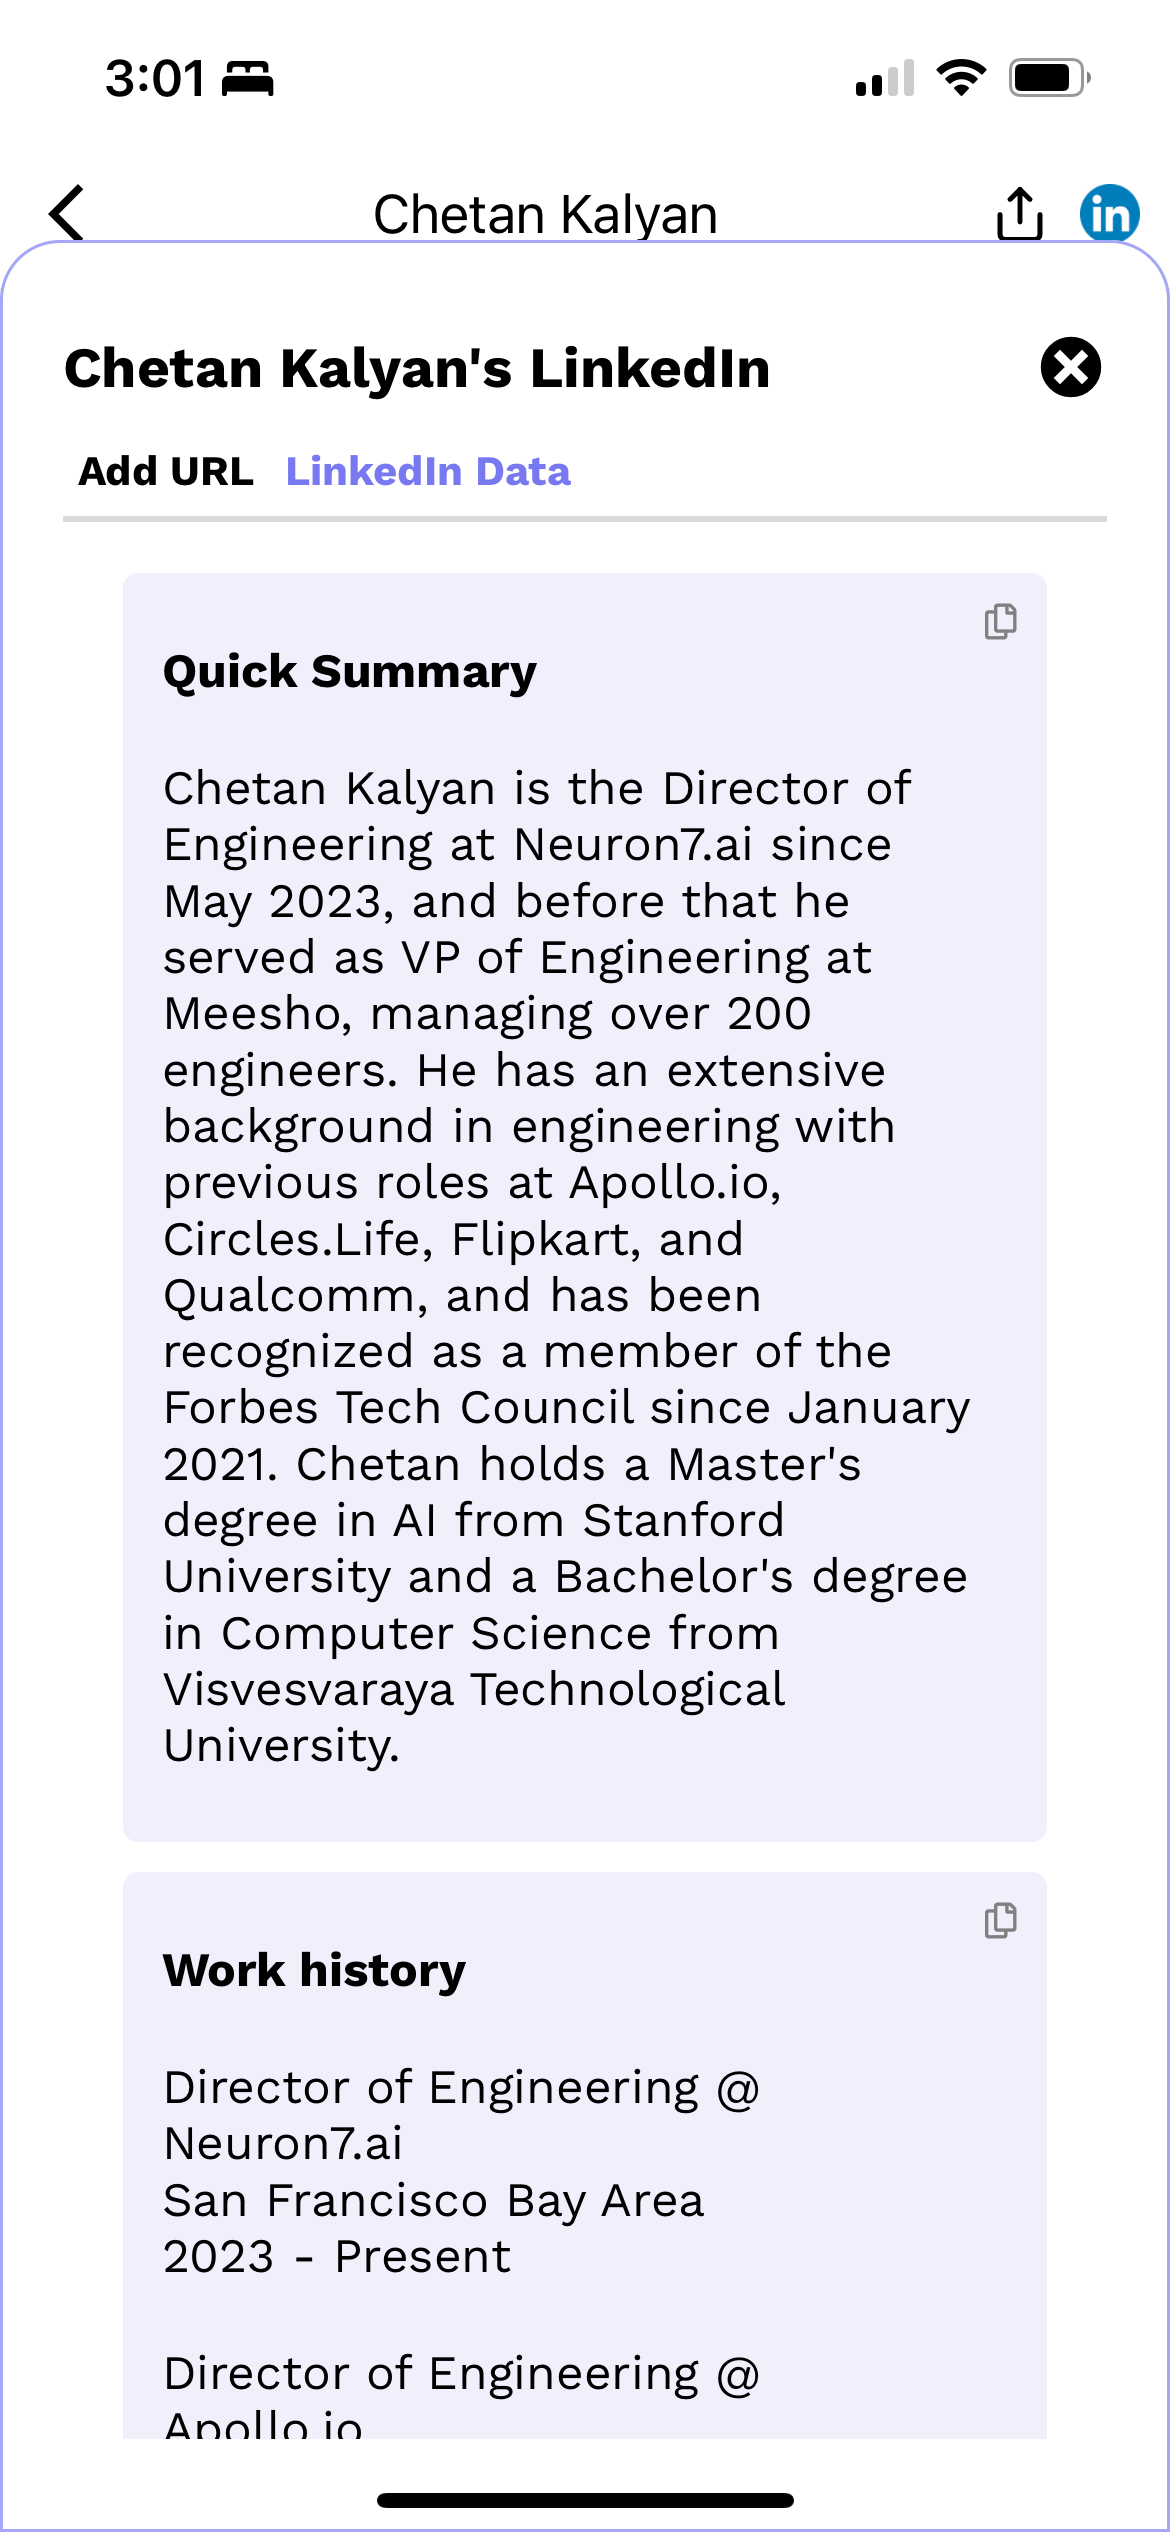 3:01
Chetan Kalyan
in
Chetan Kalyan's LinkedIn
Add URL LinkedIn Data
Quick Summary
Chetan Kalyan is the Director of
Engineering at Neuron7.ai since
May 2023, and before that he
served as VP of Engineering at
Meesho, managing over 200
engineers. He has an extensive
background in engineering with
previous roles at Apollo.io,
Circles.Life, Flipkart, and
Qualcomm, and has been
recognized as a member of the
Forbes Tech Council since January
2021. Chetan holds a Master's
degree in AI from Stanford
University and a Bachelor's degree
in Computer Science from
Visvesvaraya Technological
University.
Work history
Director of Engineering @
Neuron7.ai
San Francisco Bay Area
2023 - Present
Director of Engineering @
Apollo.io